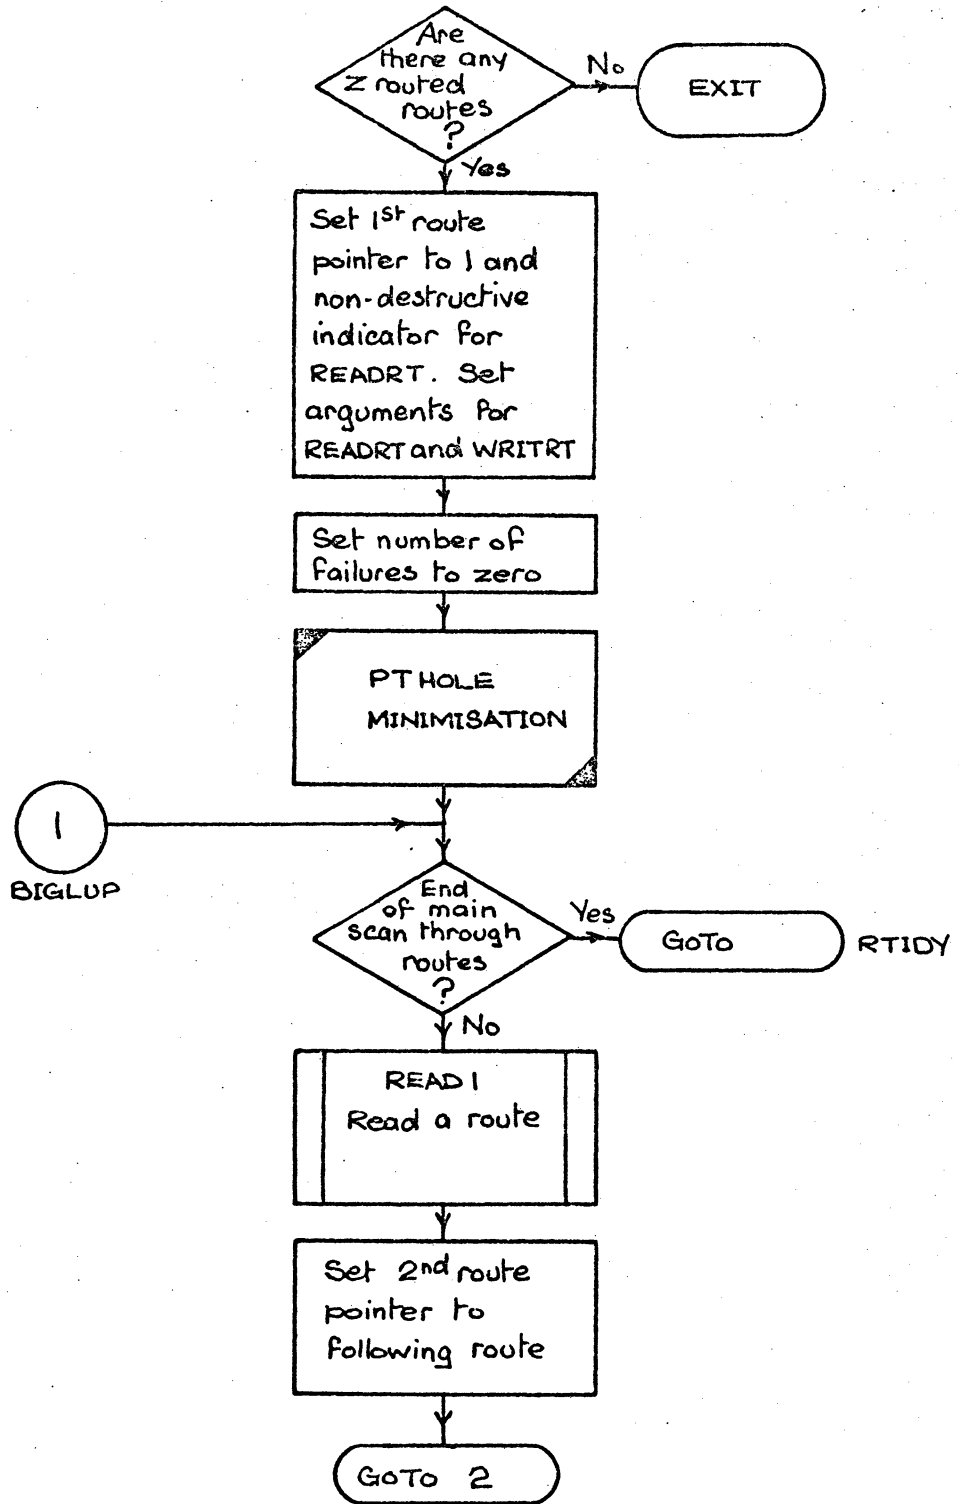 Are
there any
Z routed
routes
?
No
EXIT
Yes
Set 1st route
pointer to 1 and
non-destructive
indicator for
READRT. Set
arguments for
READRT and WRITRT
Set number of
failures to zero
PT HOLE
MINIMISATION
1
BIGLUP
End
of main
scan through
routes
?
Yes
GOTO
RTIDY
No
READ1
Read a route
Set 2nd route
pointer to
following route
GOTO 2